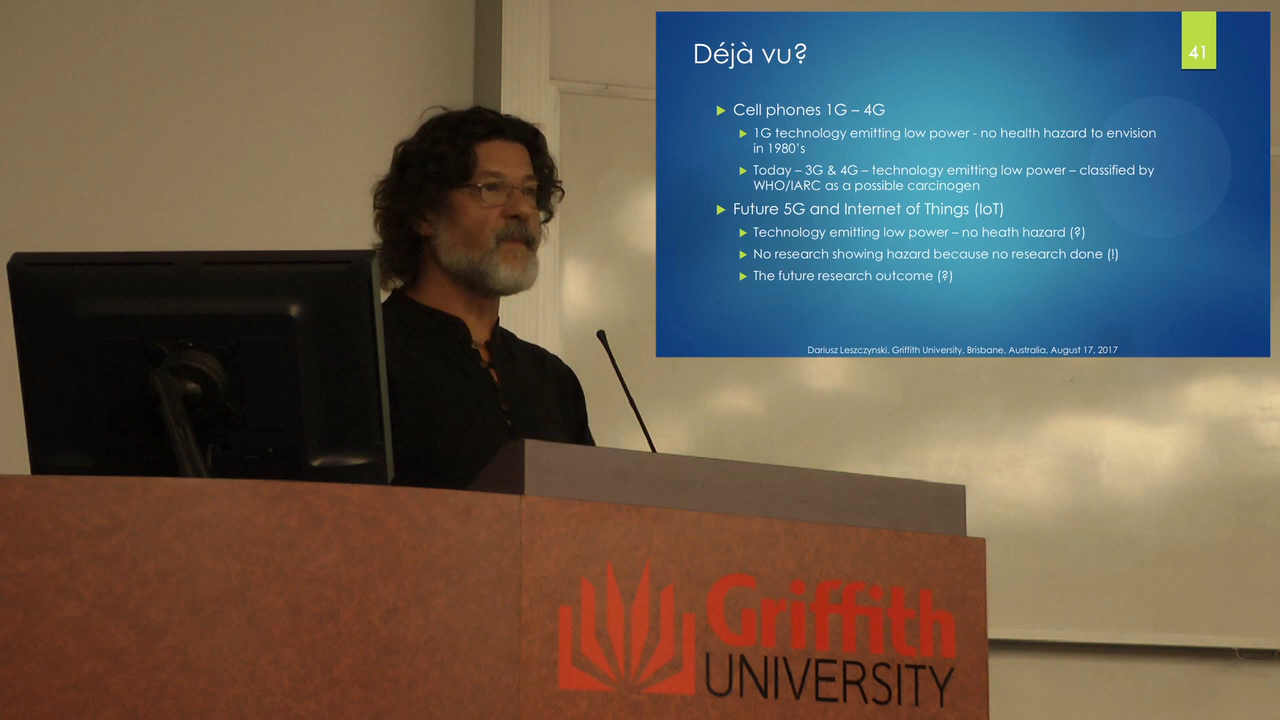 Déjà vu?
41
Cell phones 1G – 4G
1G technology emitting low power - no health hazard to envision
in 1980's
Today – 3G & 4G – technology emitting low power – classified by
WHO/IARC as a possible carcinogen
Future 5G and Internet of Things (IoT)
Technology emitting low power – no heath hazard (?)
No research showing hazard because no research done (!)
The future research outcome (?)
Dariusz Leszczynski, Griffith University, Brisbane, Australia, August 17, 2017
Griffith
UNIVERSITY